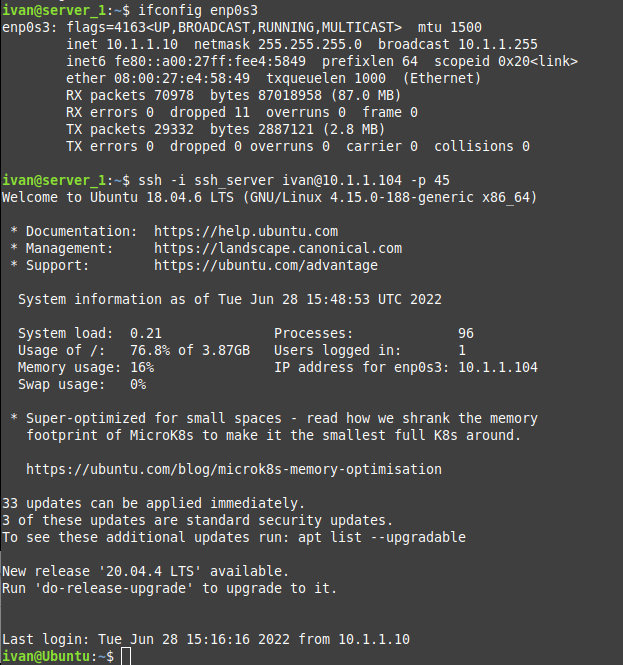 ivan@server_1:~$ ifconfig enp0s3
enp0s3: flags=4163<UP,BROADCAST,RUNNING,MULTICAST>  mtu 1500
        inet 10.1.1.10  netmask 255.255.255.0  broadcast 10.1.1.255
        inet6 fe80::a00:27ff:fee4:5849  prefixlen 64  scopeid 0x20<link>
        ether 08:00:27:e4:58:49  txqueuelen 1000  (Ethernet)
        RX packets 70978  bytes 87018958 (87.0 MB)
        RX errors 0  dropped 11  overruns 0  frame 0
        TX packets 29332  bytes 2887121 (2.8 MB)
        TX errors 0  dropped 0 overruns 0  carrier 0  collisions 0

ivan@server_1:~$ ssh -i ssh_server ivan@10.1.1.104 -p 45
Welcome to Ubuntu 18.04.6 LTS (GNU/Linux 4.15.0-188-generic x86_64)

 * Documentation:  https://help.ubuntu.com
 * Management:     https://landscape.canonical.com
 * Support:        https://ubuntu.com/advantage

  System information as of Tue Jun 28 15:48:53 UTC 2022

  System load:  0.21              Processes:             96
  Usage of /:   76.8% of 3.87GB   Users logged in:       1
  Memory usage: 16%               IP address for enp0s3: 10.1.1.104
  Swap usage:   0%

 * Super-optimized for small spaces - read how we shrank the memory
   footprint of MicroK8s to make it the smallest full K8s around.

   https://ubuntu.com/blog/microk8s-memory-optimisation

33 updates can be applied immediately.
3 of these updates are standard security updates.
To see these additional updates run: apt list --upgradable

New release '20.04.4 LTS' available.
Run 'do-release-upgrade' to upgrade to it.


Last login: Tue Jun 28 15:16:16 2022 from 10.1.1.10
ivan@Ubuntu:~$